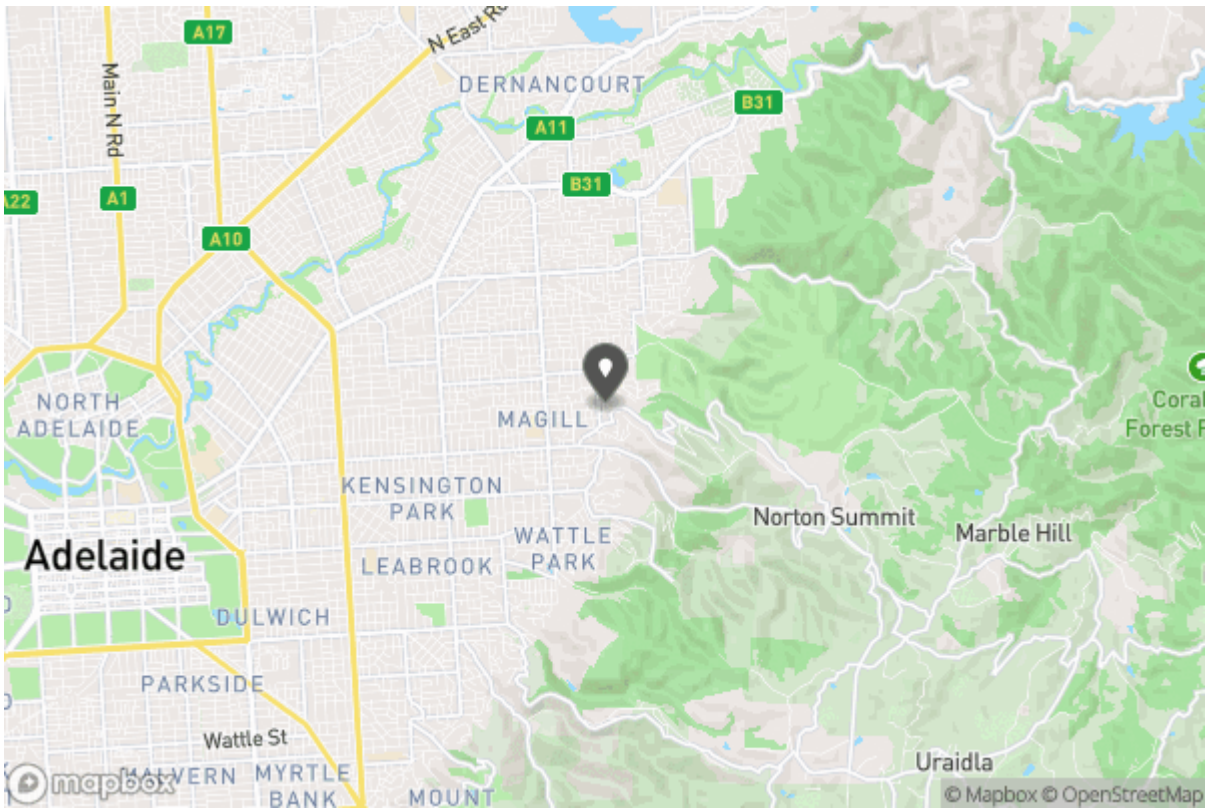 A17
N East Rd
DERNANCOURT
Main N Rd
B31
A11
B31
A22
A1
A10
NORTH
ADELAIDE
MAGILL
Coral
Forest P
KENSINGTON
PARK
Norton Summit
Marble Hill
WATTLE
PARK
Adelaide
LEABROOK
DULWICH
PARKSIDE
Wattle St
Uraidla
mapbox
MALVERN
MYRTLE
BANK
MOUNT
© Mapbox © OpenStreetMap